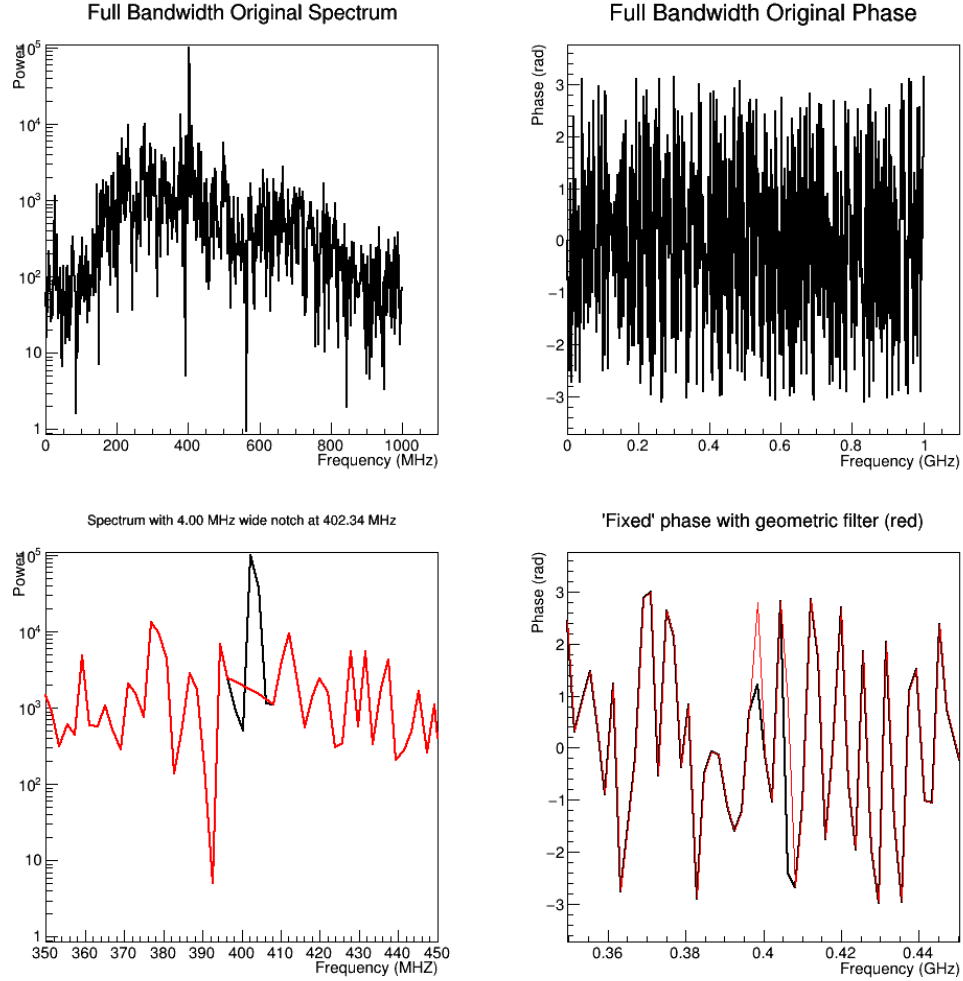 Full Bandwidth Original Spectrum
Full Bandwidth Original Phase
Power
10^5
10^4
10^3
10^2
10
1
0 200 400 600 800 1000
Frequency (MHz)
Phase (rad)
3
2
1
0
−1
−2
−3
0 0.2 0.4 0.6 0.8 1
Frequency (GHz)
Spectrum with 4.00 MHz wide notch at 402.34 MHz
'Fixed' phase with geometric filter (red)
Power
10^5
10^4
10^3
10^2
10
1
350 360 370 380 390 400 410 420 430 440 450
Frequency (MHZ)
Phase (rad)
3
2
1
0
−1
−2
−3
0.36 0.38 0.4 0.42 0.44
Frequency (GHz)